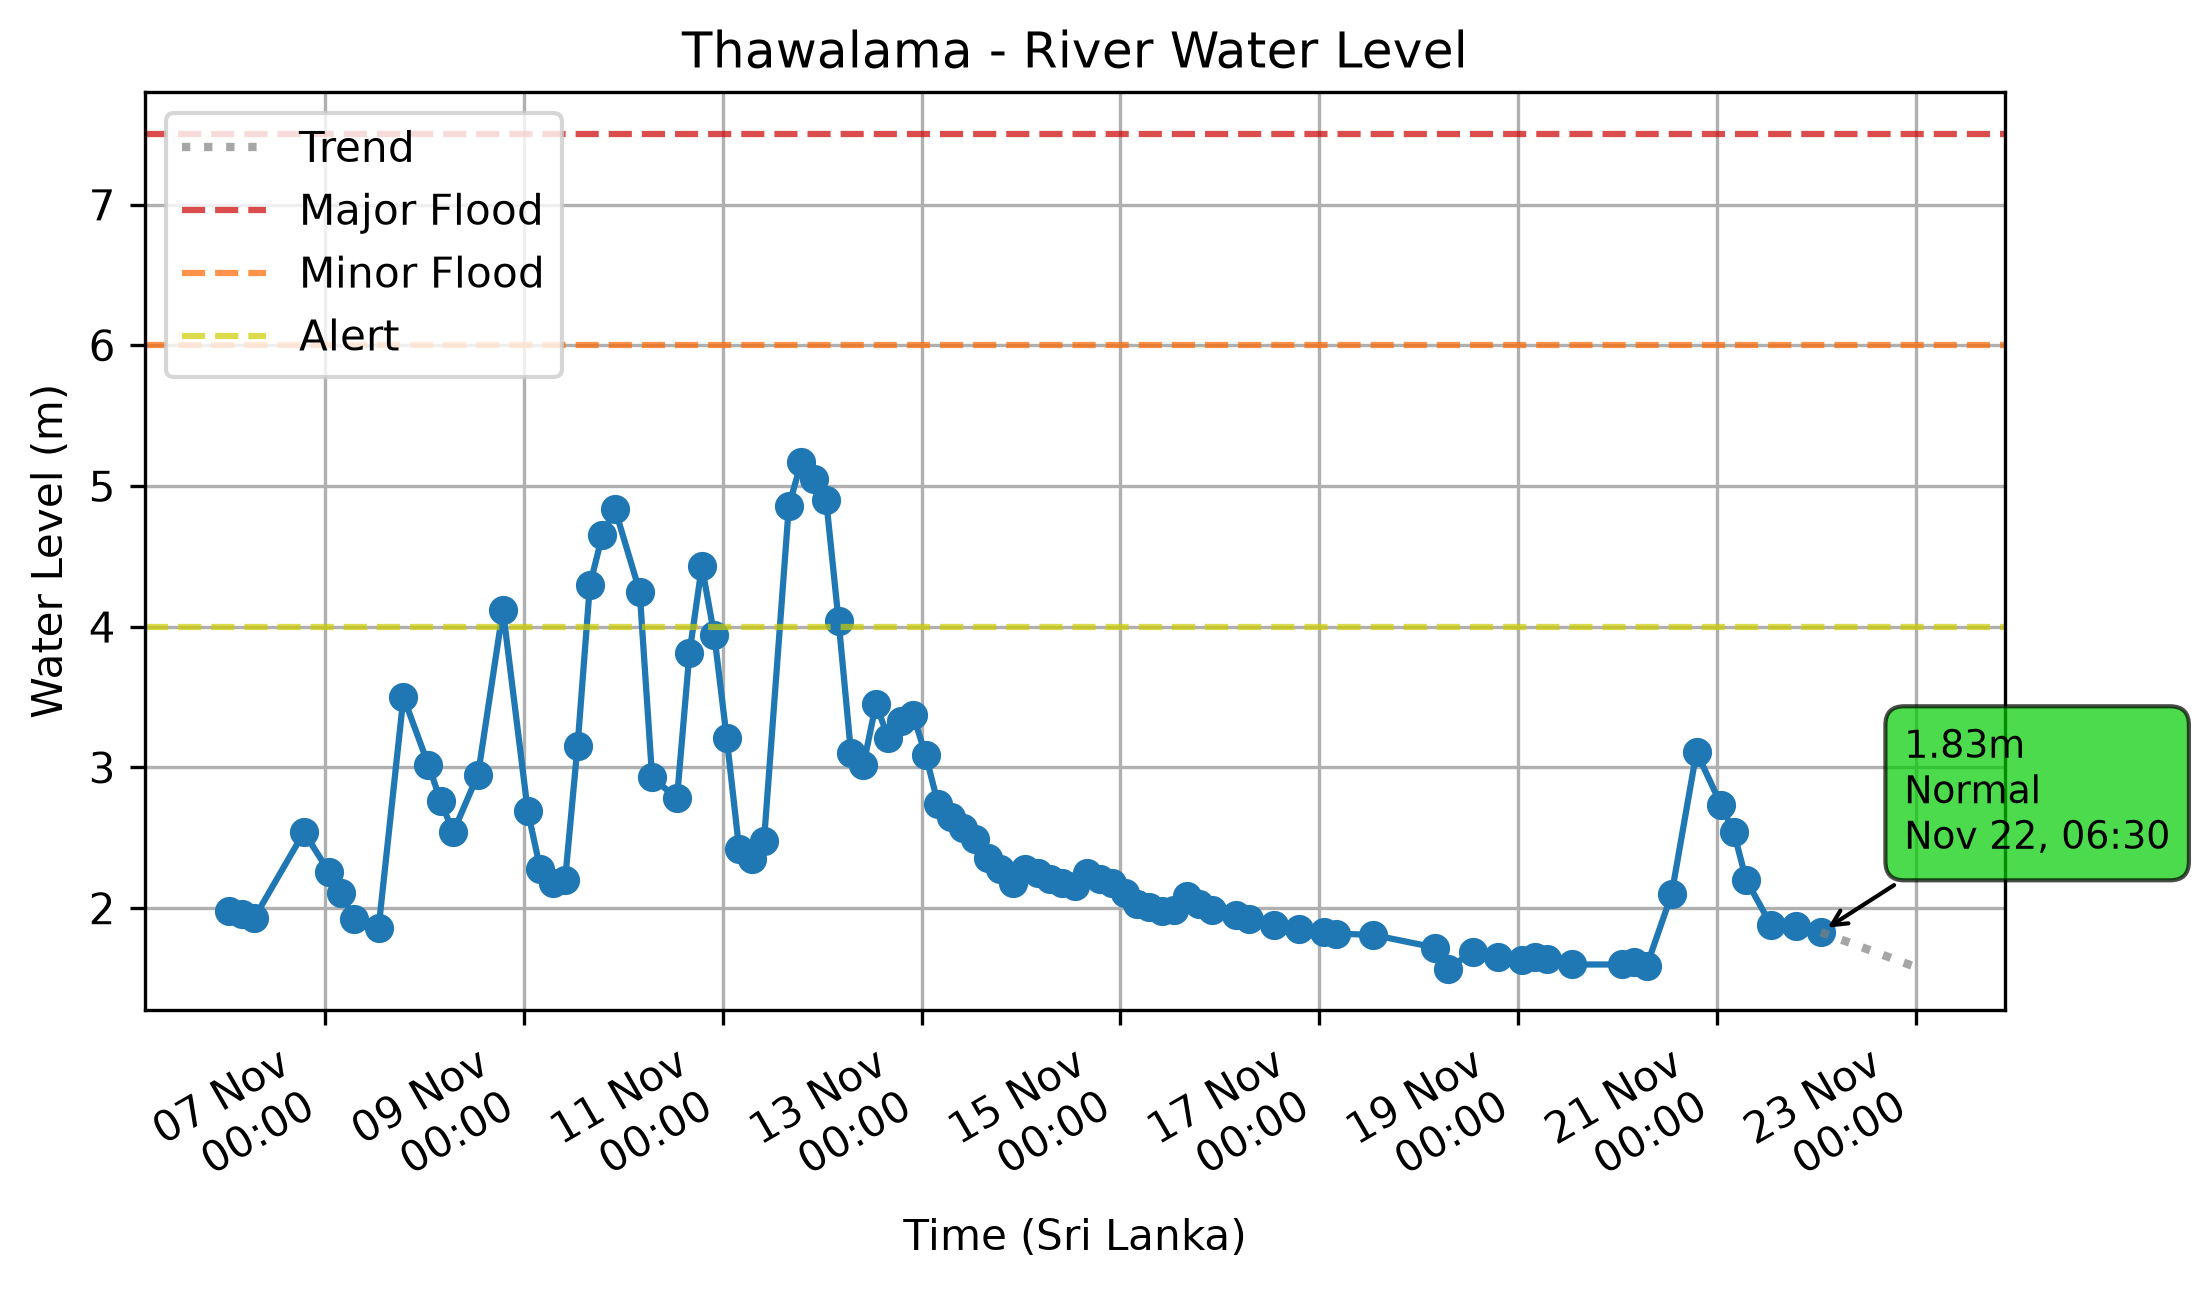 Thawalama - River Water Level
Trend
Major Flood
Minor Flood
Alert
7
6
5
4
3
2
Water Level (m)
1.83m
Normal
Nov 22, 06:30
07 Nov
00:00
09 Nov
00:00
11 Nov
00:00
13 Nov
00:00
15 Nov
00:00
17 Nov
00:00
19 Nov
00:00
21 Nov
00:00
23 Nov
00:00
Time (Sri Lanka)